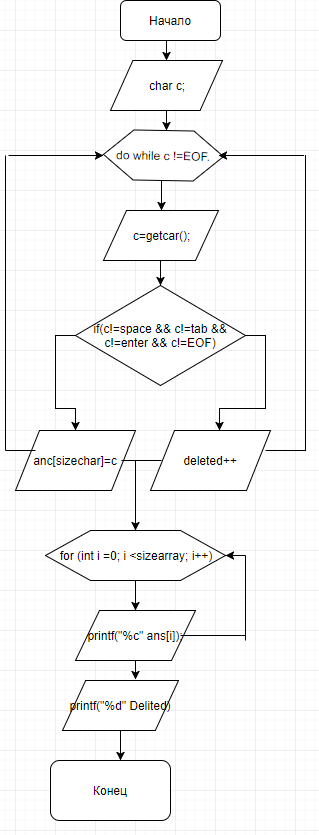 Начало
char c;
do while c !=EOF.
c=getcar();
if(c!=space && c!=tab &&
c!=enter && c!=EOF)
anc[sizechar]=c
deleted++
for (int i =0; i <sizearray; i++)
printf("%c" ans[i]);
printf("%d" Delited)
Конец